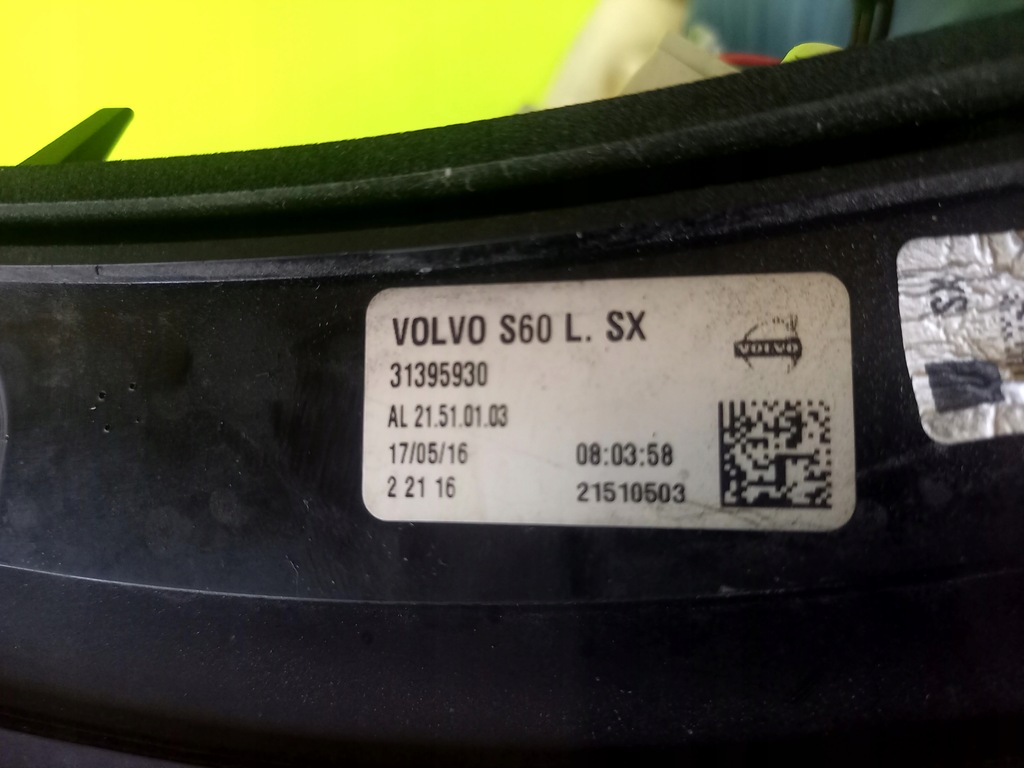 VOLVO S60 L. SX
VOLVO
31395930
AL 21.51.01.03
17/05/16 08:03:58
2 21 16 21510503
KS